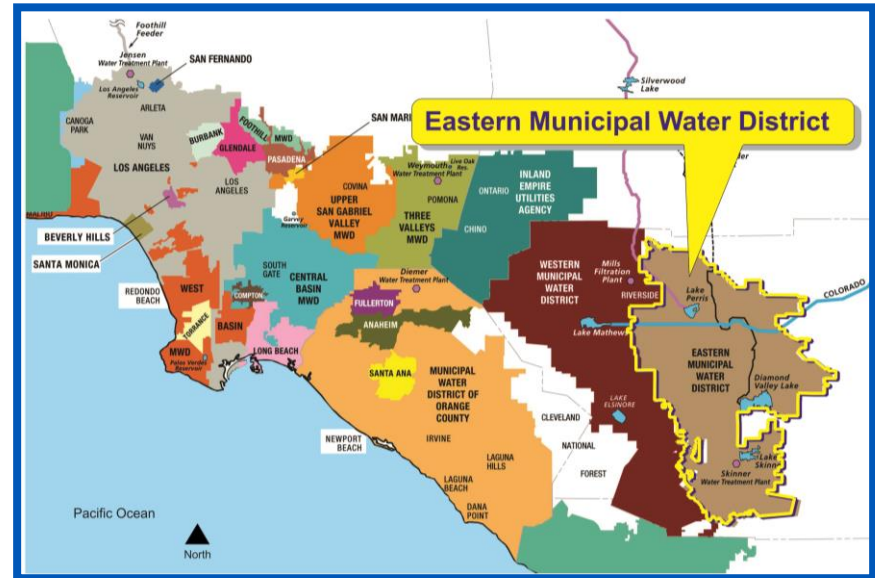 Foothill
Feeder
Jensen
Water Treatment Plant
SAN FERNANDO
Los Angeles
Reservoir
ARLETA
CANOGA
PARK
VAN
NUYS
BURBANK
GLENDALE
FOOTHILL
MWD
PASADENA
SAN MARI
LOS ANGELES
LOS
ANGELES
Silverwood
Lake
Eastern Municipal Water District
Weymouth
Water Treatment Plant
Live Oak
Res.
COVINA
POMONA
ONTARIO
CHINO
INLAND
EMPIRE
UTILITIES
AGENCY
UPPER
SAN GABRIEL
VALLEY
MWD
THREE
VALLEYS
MWD
Garvey
Reservoir
MALIBU
BEVERLY HILLS
SANTA MONICA
SOUTH
GATE
CENTRAL
BASIN
MWD
Diemer
Water Treatment Plant
WESTERN
MUNICIPAL
WATER
DISTRICT
Mills
Filtration
Plant
RIVERSIDE
Lake
Perris
COLORADO
REDONDO
BEACH
WEST
BASIN
MWD
COMPTON
TORRANCE
FULLERTON
ANAHEIM
Lake Mathews
Palos Verdes
Reservoir
LONG BEACH
SANTA ANA
MUNICIPAL
WATER
DISTRICT OF
ORANGE
COUNTY
EASTERN
MUNICIPAL
WATER
DISTRICT
Diamond
Valley Lake
LAKE
ELSINORE
CLEVELAND
NATIONAL
FOREST
NEWPORT
BEACH
IRVINE
LAGUNA
HILLS
LAGUNA
BEACH
DANA
POINT
Lake
Skinn
Skinner
Water Treatment Plant
Pacific Ocean
North